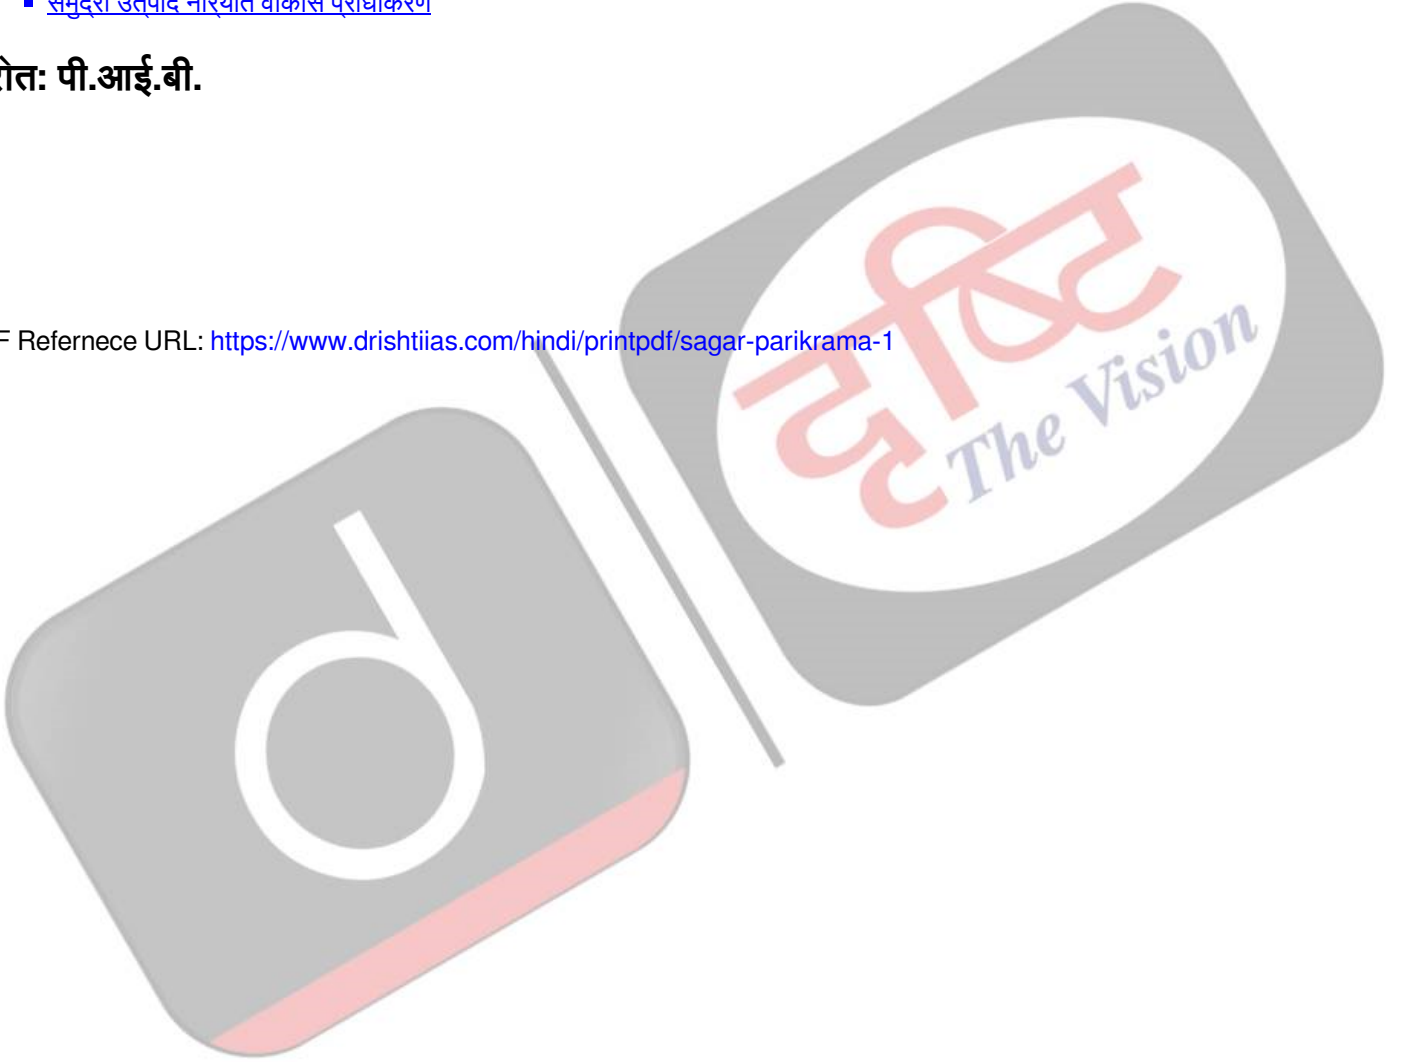 समुद्री उत्पाद निर्यात विकास प्राधिकरण
रोत: पी.आई.बी.
F Refernece URL: https://www.drishtiias.com/hindi/printpdf/sagar-parikrama-1
दृष्टि
The Vision
d